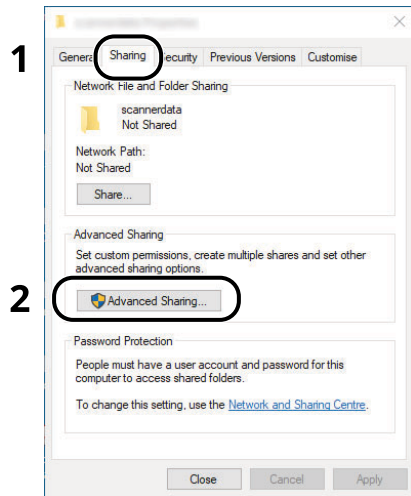 1
General Sharing Security Previous Versions Customise
Network File and Folder Sharing
scannerdata
Not Shared
Network Path:
Not Shared
Share...
Advanced Sharing
Set custom permissions, create multiple shares and set other
advanced sharing options.
2
Advanced Sharing...
Password Protection
People must have a user account and password for this
computer to access shared folders.
To change this setting, use the Network and Sharing Centre.
Close Cancel Apply